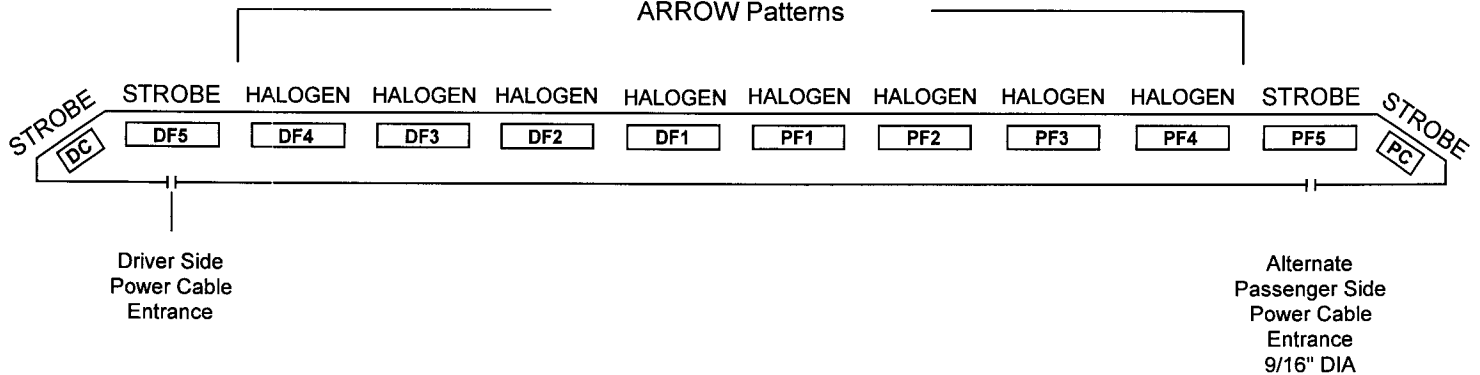 ARROW Patterns
STROBE STROBE HALOGEN HALOGEN HALOGEN HALOGEN HALOGEN HALOGEN HALOGEN HALOGEN STROBE STROBE
DC DF5 DF4 DF3 DF2 DF1 PF1 PF2 PF3 PF4 PF5 PC
Driver Side
Power Cable
Entrance
Alternate
Passenger Side
Power Cable
Entrance
9/16" DIA